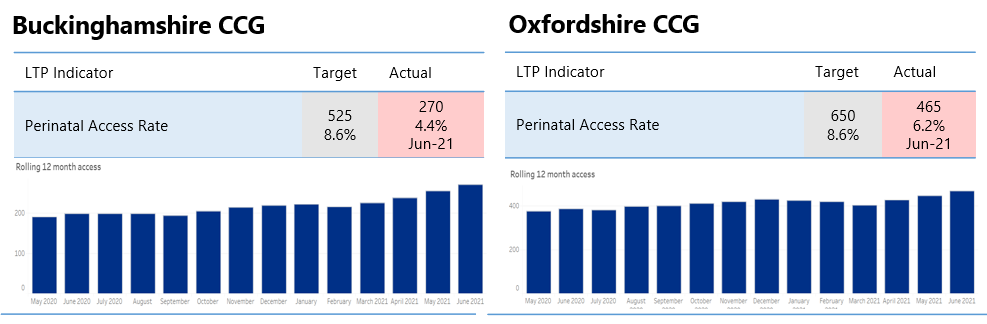 Buckinghamshire CCG
LTP Indicator Target Actual
Perinatal Access Rate
525
8.6%
270
4.4%
Jun-21
Rolling 12 month access
200
100
0
May 2020 June 2020 July 2020 August September October November December January February March 2021 April 2021 May 2021 June 2021
Oxfordshire CCG
LTP Indicator Target Actual
Perinatal Access Rate
650
8.6%
465
6.2%
Jun-21
Rolling 12 month access
400
200
0
May 2020 June 2020 July 2020 August September October November December January February March 2021 April 2021 May 2021 June 2021